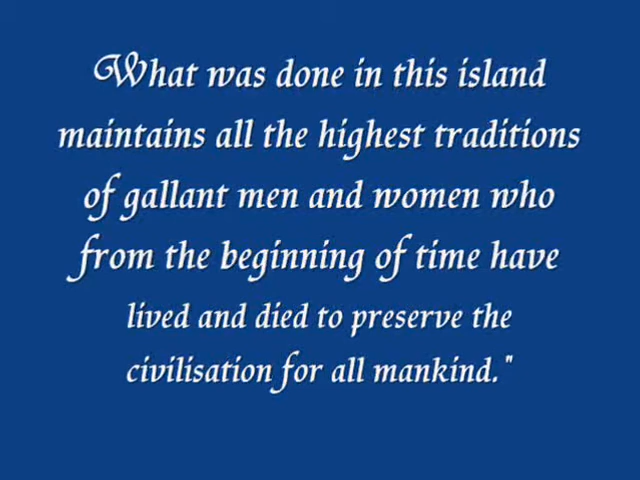 What was done in this island
maintains all the highest traditions
of gallant men and women who
from the beginning of time have
lived and died to preserve the
civilisation for all mankind."